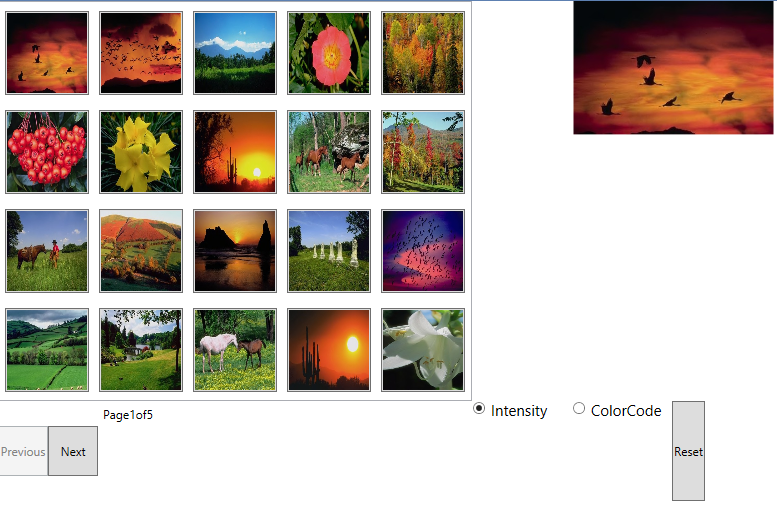 Intensity
ColorCode
Page1of5
Previous
Next
Reset